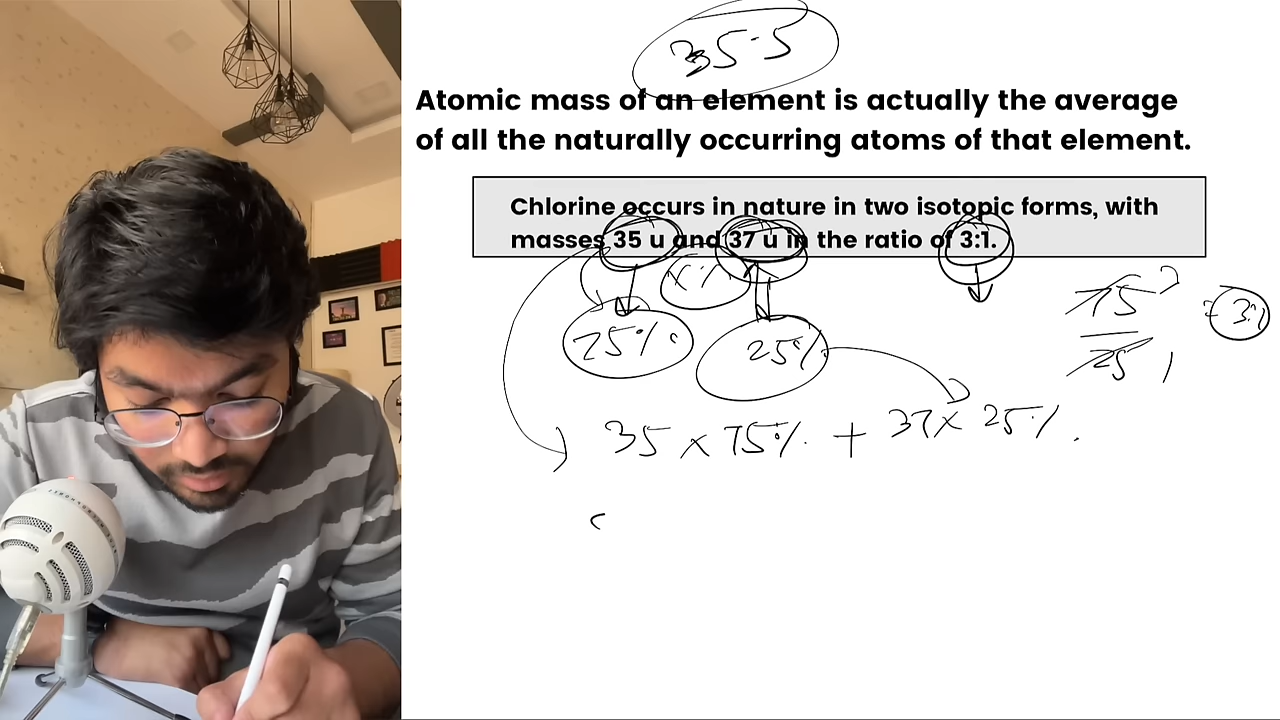 35.5
Atomic mass of an element is actually the average
of all the naturally occurring atoms of that element.
Chlorine occurs in nature in two isotopic forms, with
masses 35 u and 37 u in the ratio of 3:1.
75% 25%
75 3 = 3:1
25 1
35 × 75% + 37 × 25%.